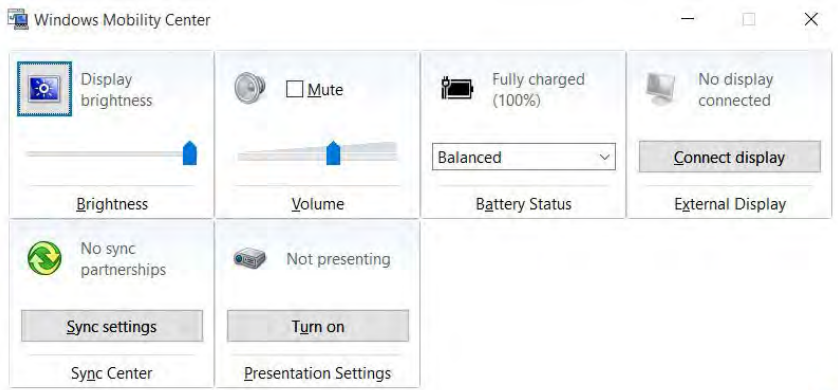 Windows Mobility Center
Display
brightness
Brightness
Mute
Volume
Fully charged
(100%)
Balanced
Battery Status
No display
connected
Connect display
External Display
No sync
partnerships
Sync settings
Sync Center
Not presenting
Turn on
Presentation Settings